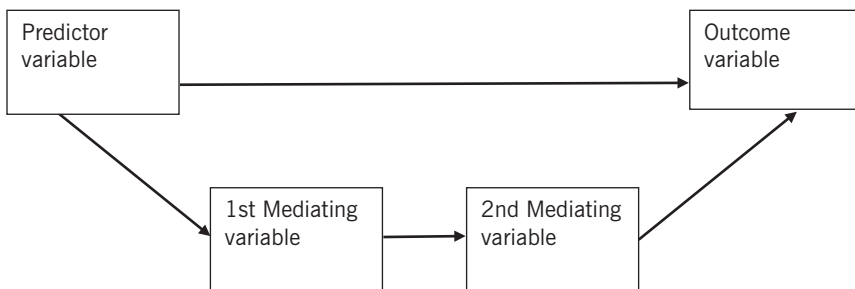 Predictor
variable
Outcome
variable
1st Mediating
variable
2nd Mediating
variable